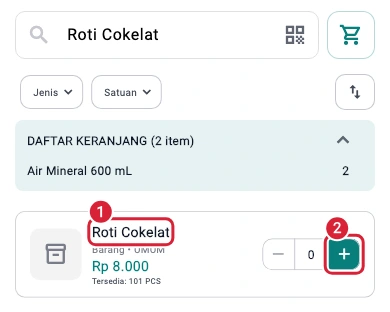 Roti Cokelat
Jenis
Satuan
DAFTAR KERANJANG (2 item)
Air Mineral 600 mL 2
1
Roti Cokelat
2
Barang • UMUM
0
Rp 8.000
Tersedia: 101 PCS